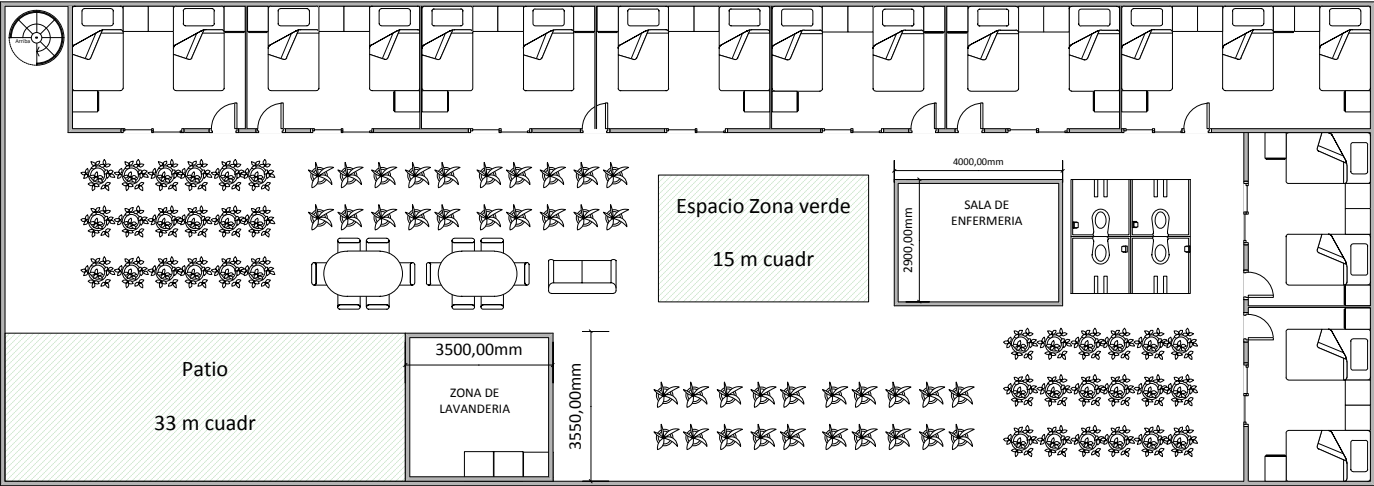 Arriba
4000,00mm
Espacio Zona verde
15 m cuadr
SALA DE
ENFERMERIA
2900,00mm
Patio
33 m cuadr
3500,00mm
ZONA DE
LAVANDERIA
3550,00mm